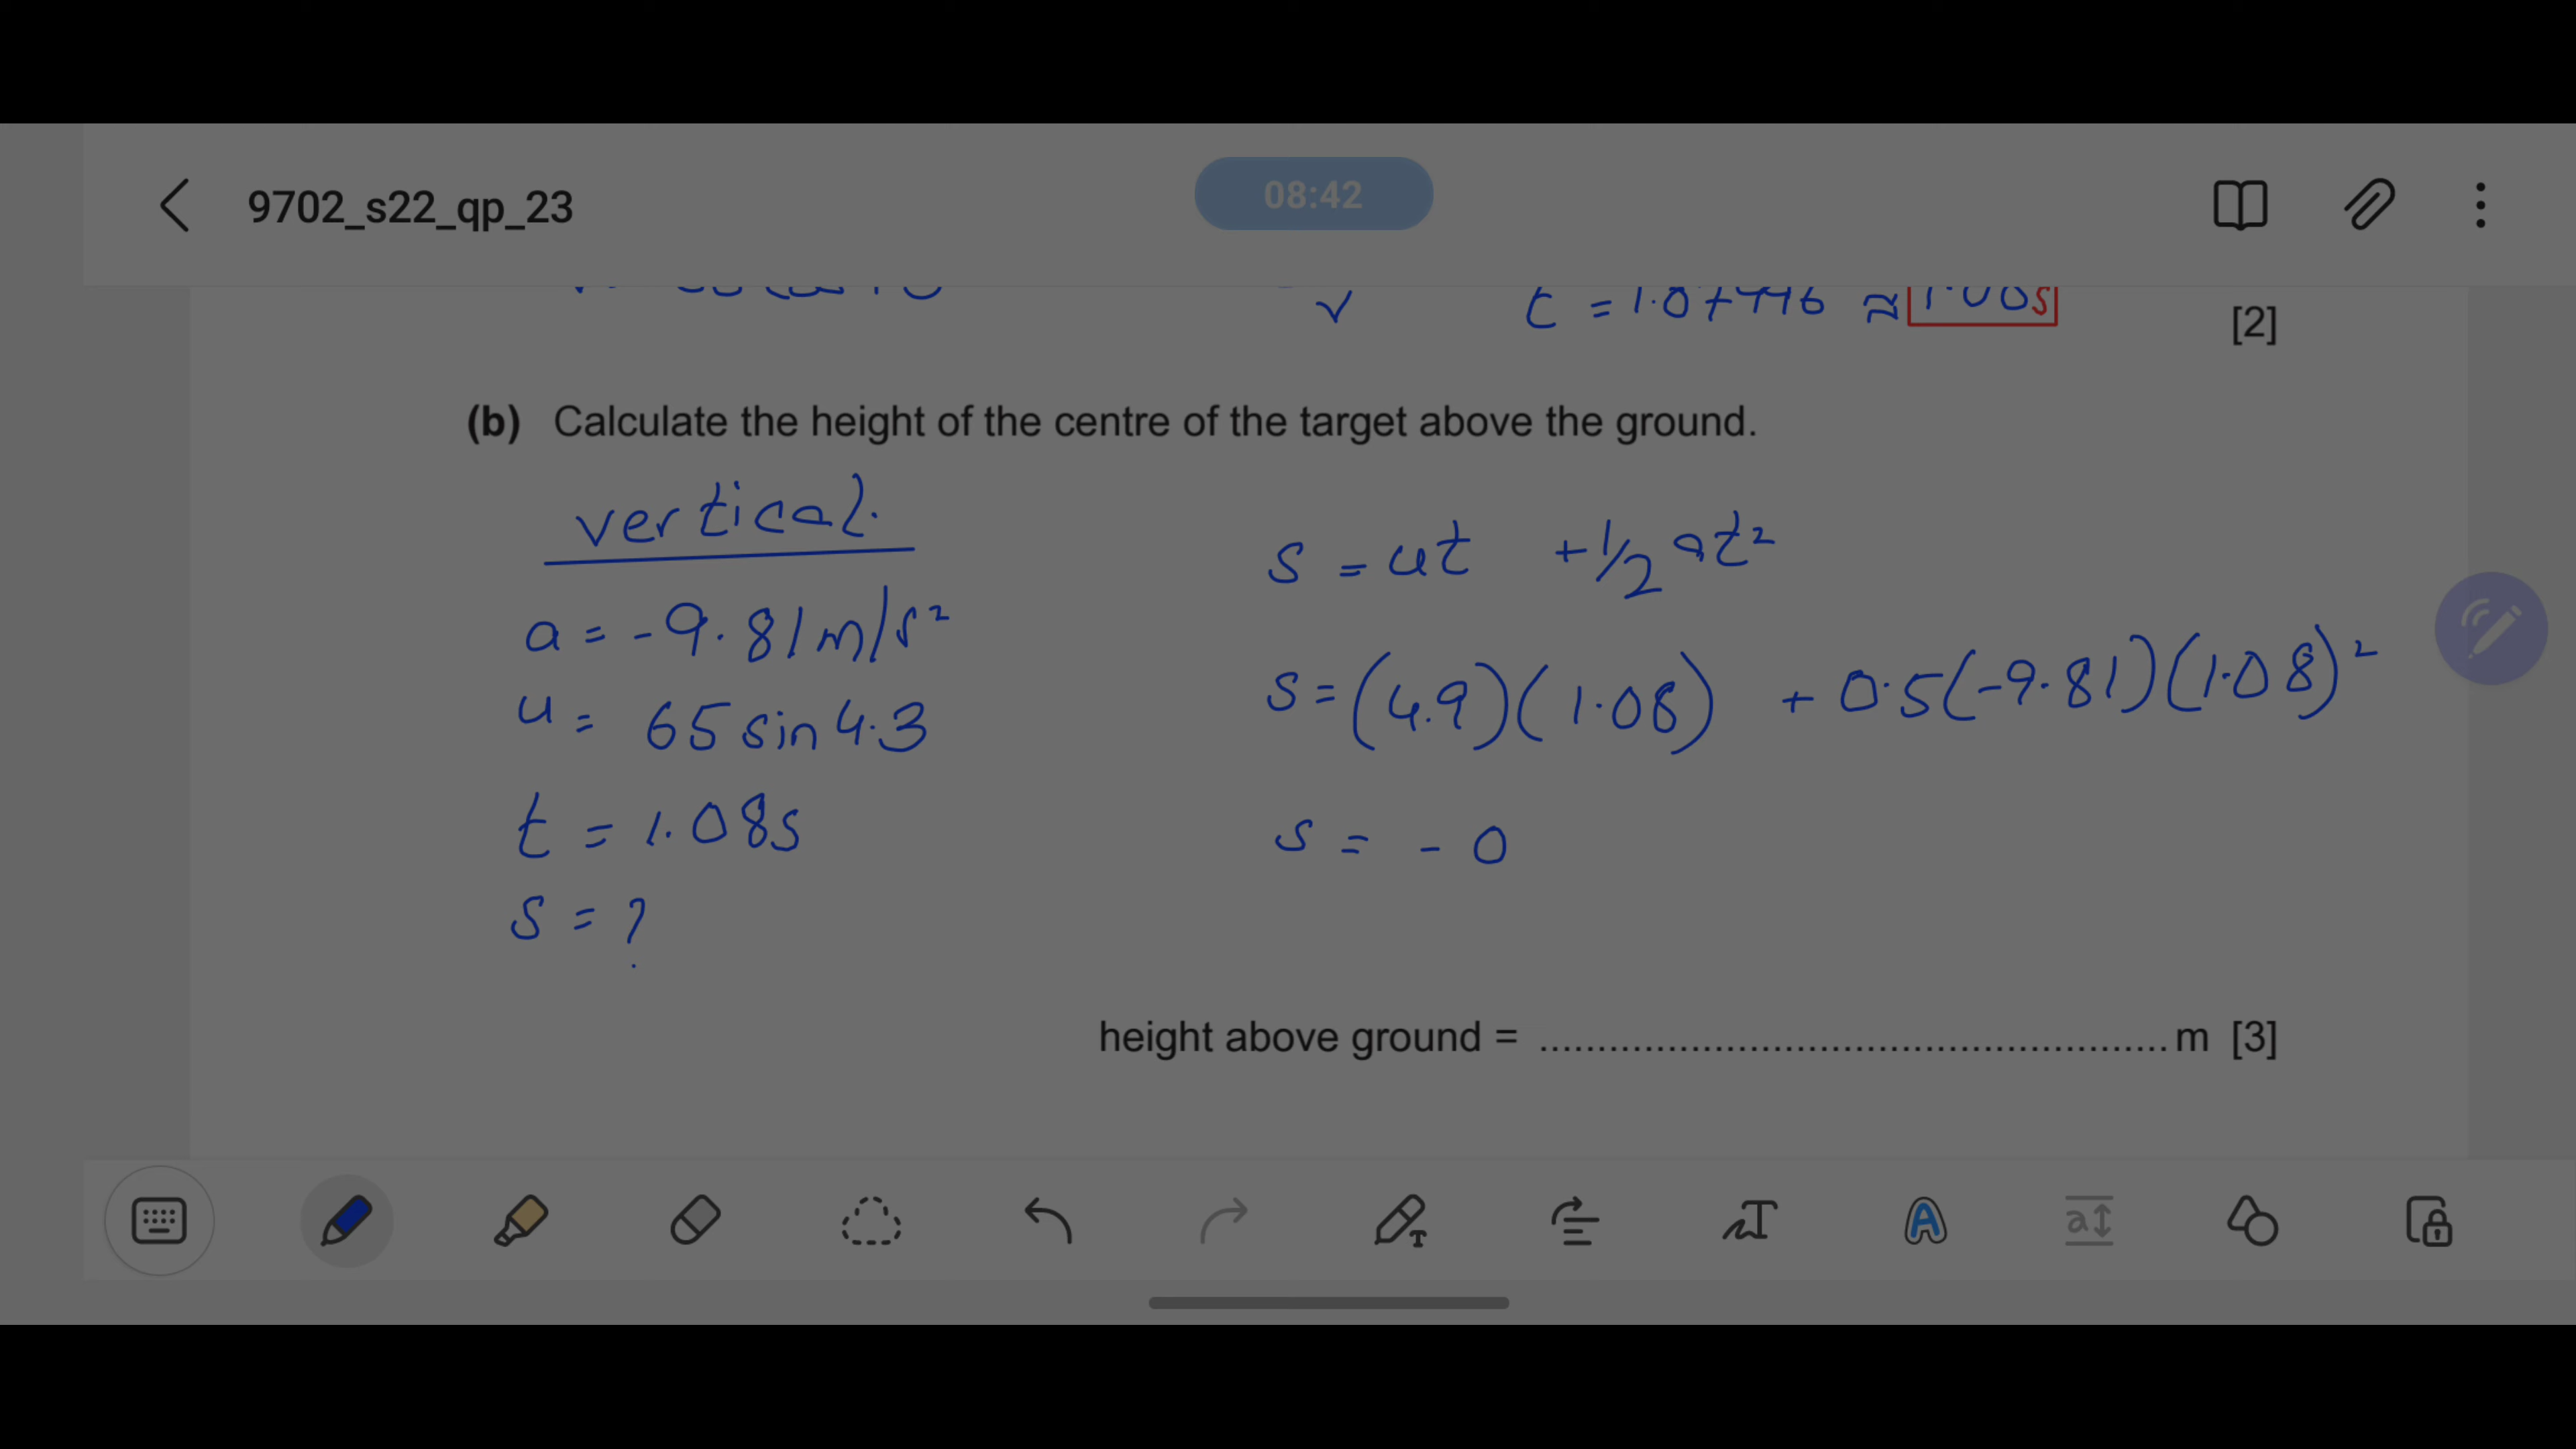 9702_s22_qp_23
08:42
t = 1.07446 ≈ 1.08s
[2]
(b) Calculate the height of the centre of the target above the ground.
vertical.
a = -9.81m/s²
u = 65 sin 4.3
t = 1.08s
s = ?
s = ut + 1/2 at²
s = (4.9)(1.08) + 0.5(-9.81)(1.08)²
s = - 0
height above ground = ...................................................... m [3]